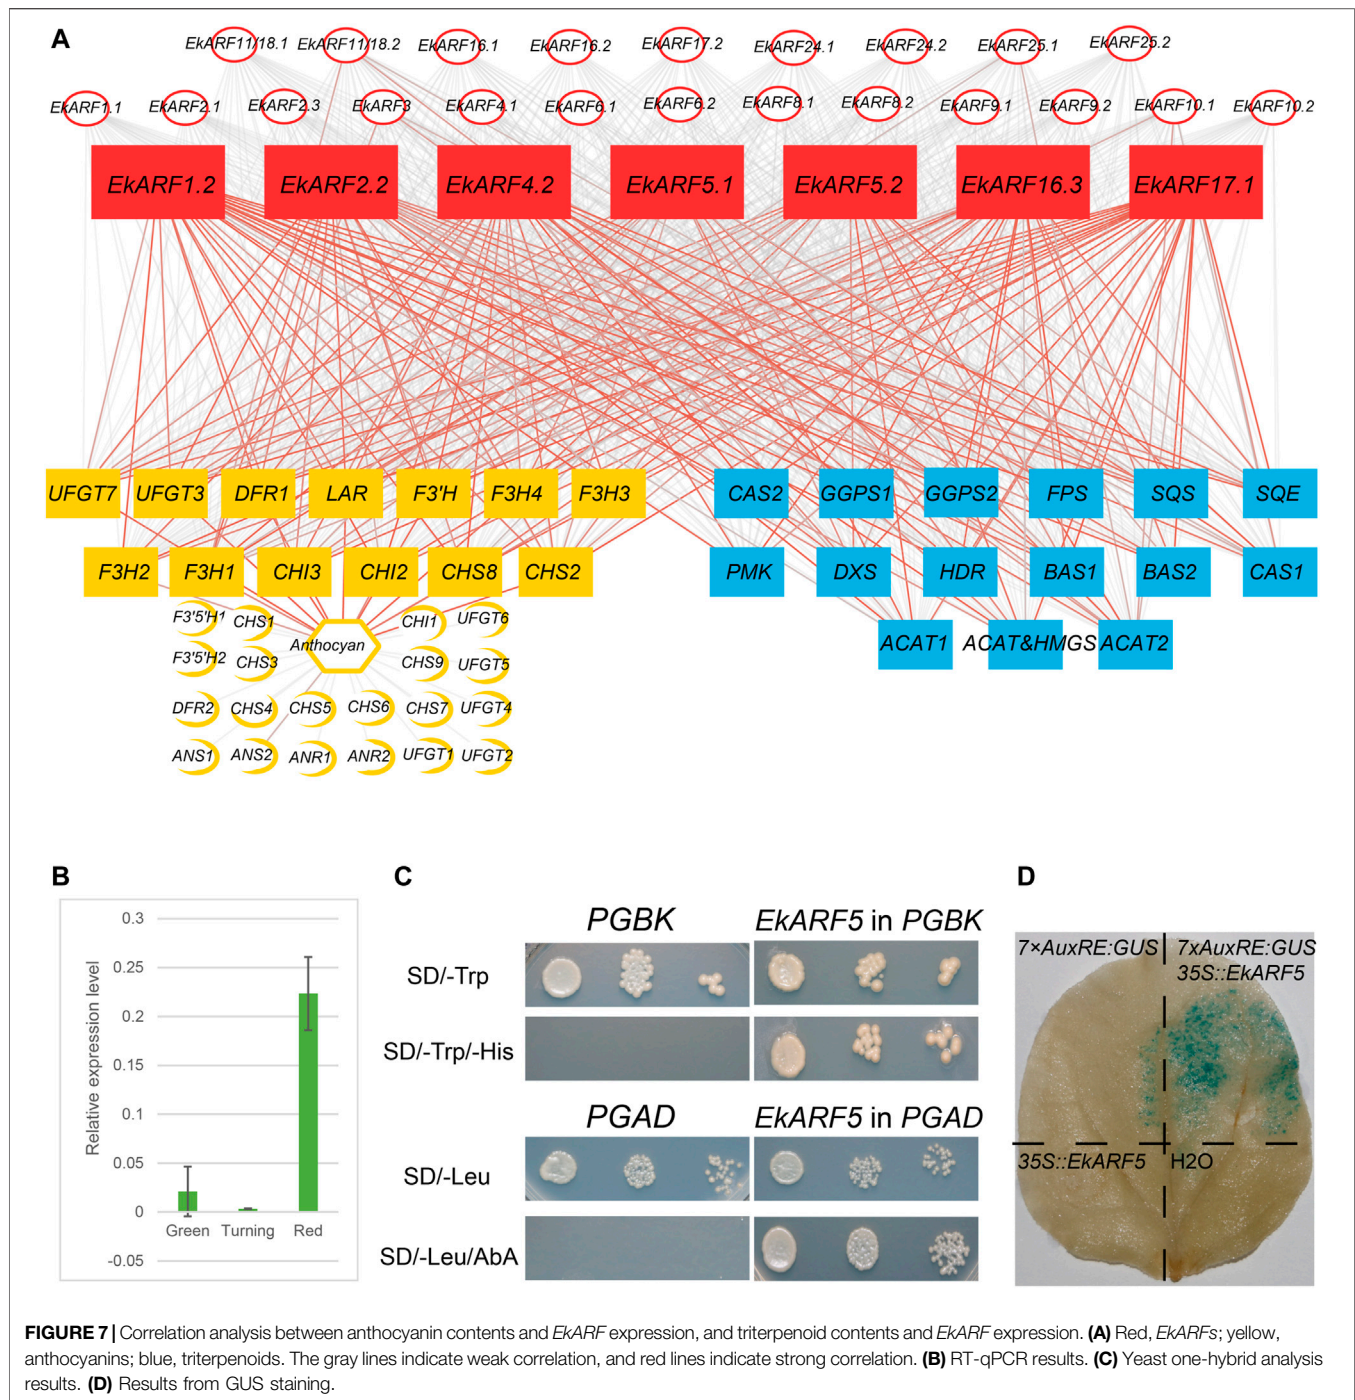 A
EkARF11/18.1 EkARF11/18.2 EkARF16.1 EkARF16.2 EkARF17.2 EkARF24.1 EkARF24.2 EkARF25.1 EkARF25.2
EkARF1.1 EkARF2.1 EkARF2.3 EkARF3 EkARF4.1 EkARF6.1 EkARF6.2 EkARF8.1 EkARF8.2 EkARF9.1 EkARF9.2 EkARF10.1 EkARF10.2
EkARF1.2 EkARF2.2 EkARF4.2 EkARF5.1 EkARF5.2 EkARF16.3 EkARF17.1
UFGT7 UFGT3 DFR1 LAR F3'H F3H4 F3H3 CAS2 GGPS1 GGPS2 FPS SQS SQE
F3H2 F3H1 CHI3 CHI2 CHS8 CHS2 PMK DXS HDR BAS1 BAS2 CAS1
F3'5'H1 CHS1 CHI1 UFGT6
Anthocyan ACAT1 ACAT&HMGS ACAT2
F3'5'H2 CHS3 CHS9 UFGT5
DFR2 CHS4 CHS5 CHS6 CHS7 UFGT4
ANS1 ANS2 ANR1 ANR2 UFGT1 UFGT2
B
Relative expression level
0.3
0.25
0.2
0.15
0.1
0.05
0
-0.05
Green Turning Red
C
PGBK EkARF5 in PGBK
SD/-Trp
SD/-Trp/-His
PGAD EkARF5 in PGAD
SD/-Leu
SD/-Leu/AbA
D
7×AuxRE:GUS 7xAuxRE:GUS
35S::EkARF5
35S::EkARF5 H2O
FIGURE 7 | Correlation analysis between anthocyanin contents and EkARF expression, and triterpenoid contents and EkARF expression. (A) Red, EkARFs; yellow,
anthocyanins; blue, triterpenoids. The gray lines indicate weak correlation, and red lines indicate strong correlation. (B) RT-qPCR results. (C) Yeast one-hybrid analysis
results. (D) Results from GUS staining.